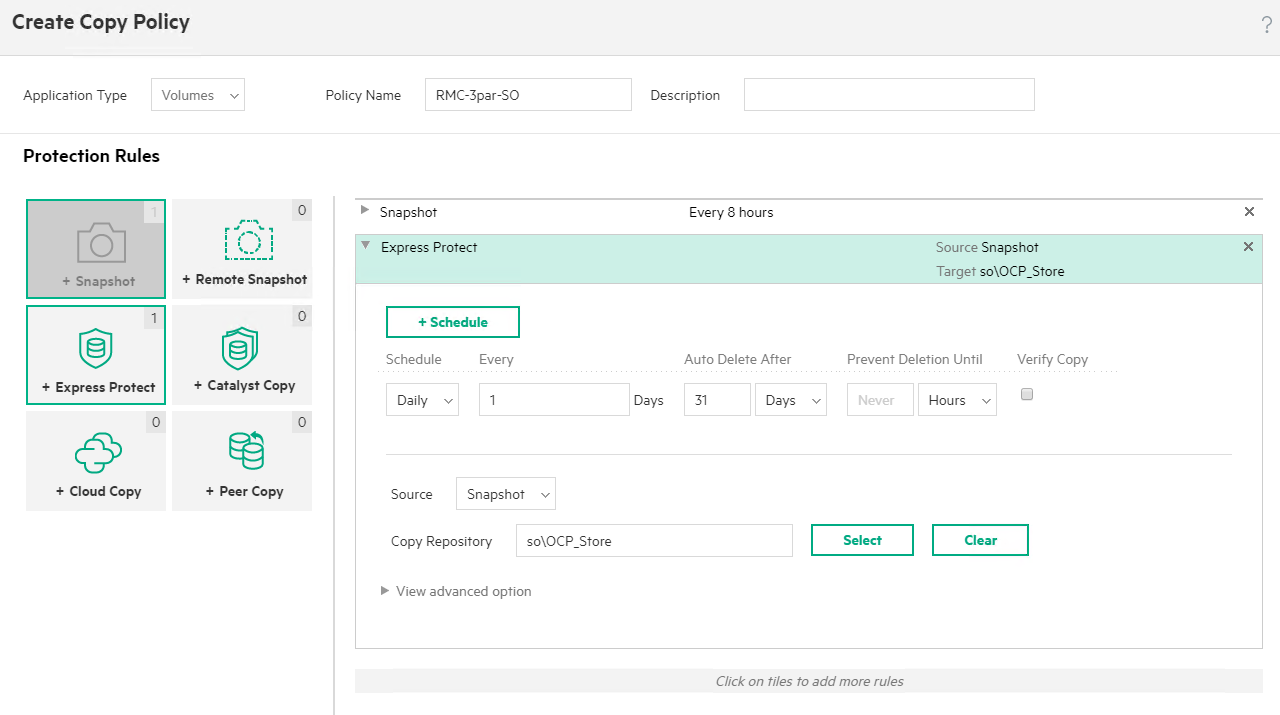 Create Copy Policy
?
Application Type Volumes Policy Name RMC-3par-SO Description
Protection Rules
1
+ Snapshot
0
+ Remote Snapshot
1
+ Express Protect
0
+ Catalyst Copy
0
+ Cloud Copy
0
+ Peer Copy
Snapshot Every 8 hours
Express Protect Source Snapshot
Target so\OCP_Store
+ Schedule
Schedule Every Auto Delete After Prevent Deletion Until Verify Copy
Daily 1 Days 31 Days Never Hours
Source Snapshot
Copy Repository so\OCP_Store Select Clear
View advanced option
Click on tiles to add more rules